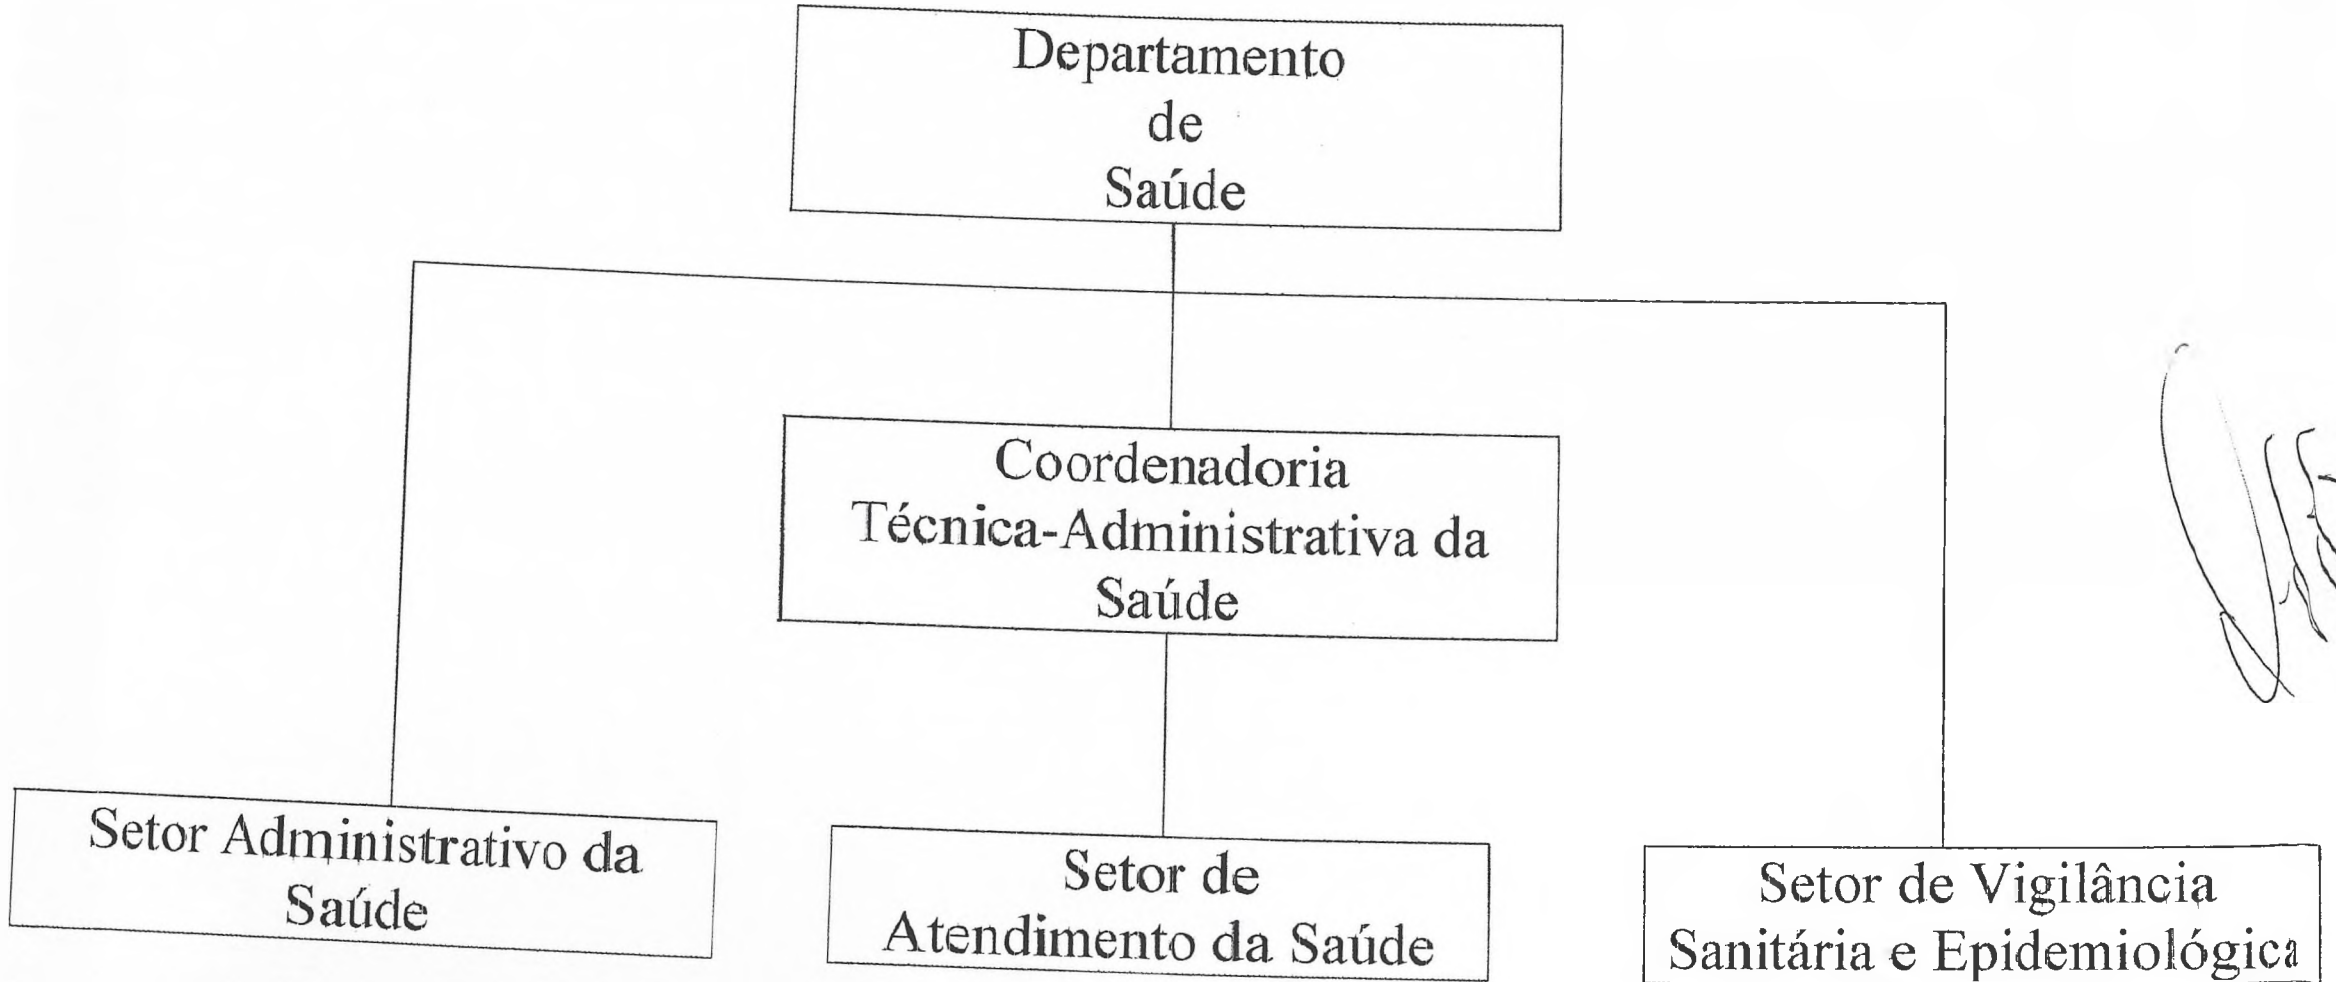 Departamento
de
Saúde
Coordenadoria
Técnica-Administrativa da
Saúde
Setor Administrativo da
Saúde
Setor de
Atendimento da Saúde
Setor de Vigilância
Sanitária e Epidemiológica